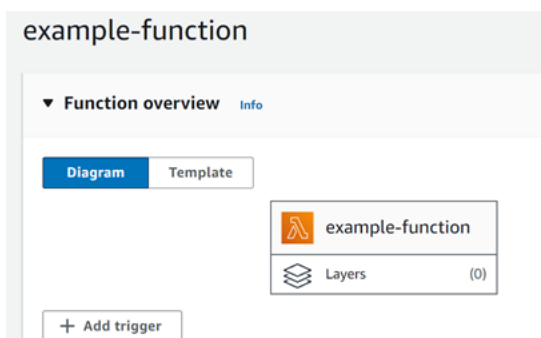 example-function
Function overview Info
Diagram Template
example-function
Layers (0)
+ Add trigger